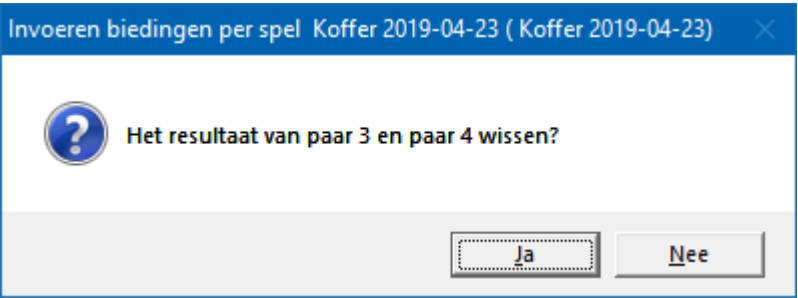 Invoeren biedingen per spel  Koffer 2019-04-23 ( Koffer 2019-04-23)
Het resultaat van paar 3 en paar 4 wissen?
Ja
Nee